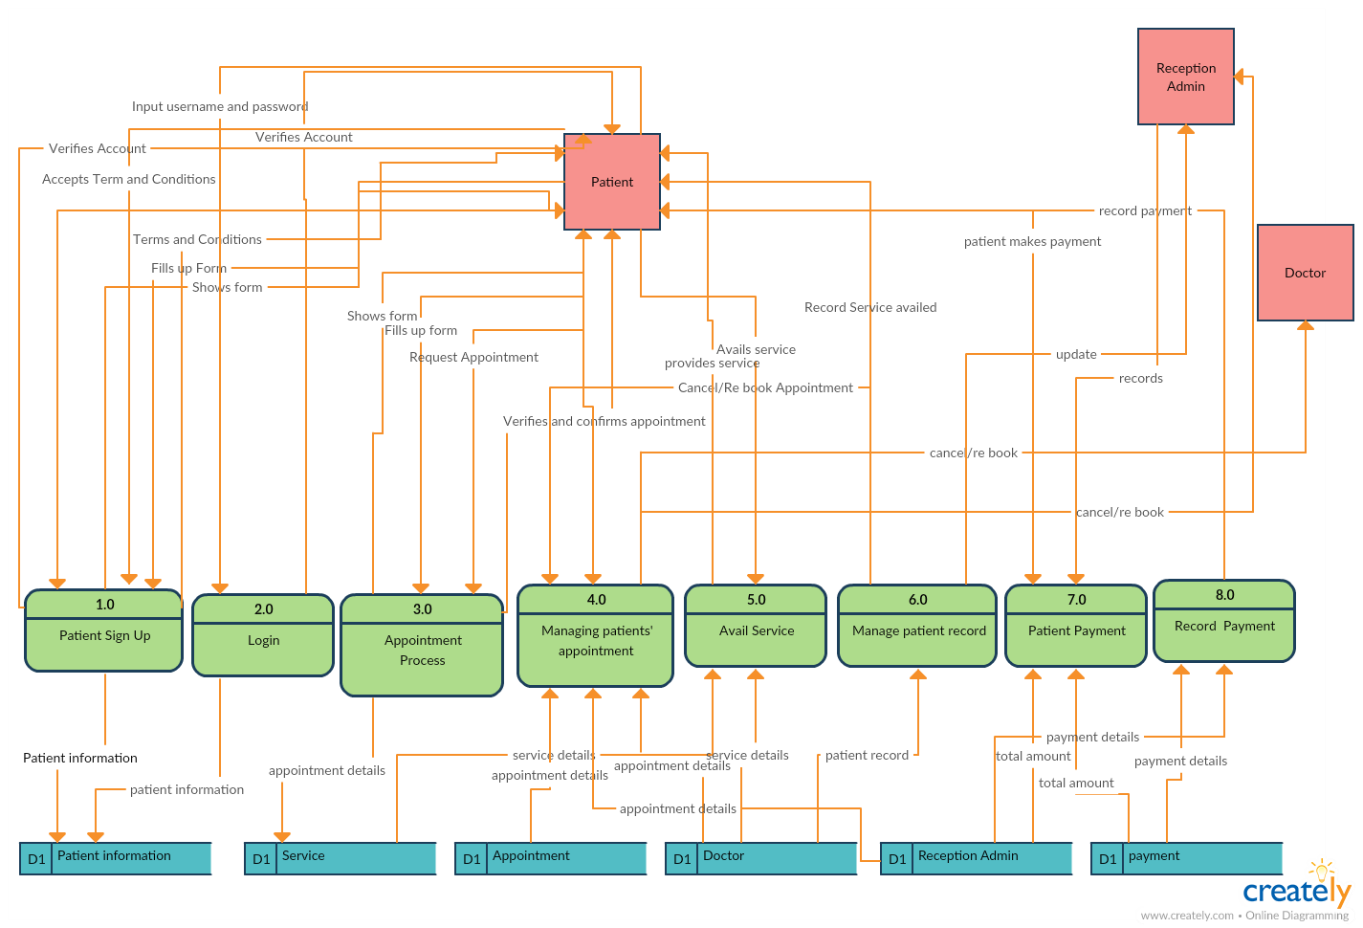 Reception
Admin
Input username and password
Verifies Account
Verifies Account
Accepts Term and Conditions
Patient
record payment
Terms and Conditions
patient makes payment
Fills up Form
Doctor
Shows form
Record Service availed
Shows form
Fills up form
Request Appointment
Avails service
update
provides service
records
Cancel/Re book Appointment
Verifies and confirms appointment
cancel/re book
cancel/re book
1.0
Patient Sign Up
2.0
Login
3.0
Appointment
Process
4.0
Managing patients'
appointment
5.0
Avail Service
6.0
Manage patient record
7.0
Patient Payment
8.0
Record Payment
Patient information
patient information
appointment details
service details
appointment details
appointment details
service details
appointment details
patient record
payment details
total amount
payment details
total amount
D1 Patient information
D1 Service
D1 Appointment
D1 Doctor
D1 Reception Admin
D1 payment
creately
www.creately.com • Online Diagramming